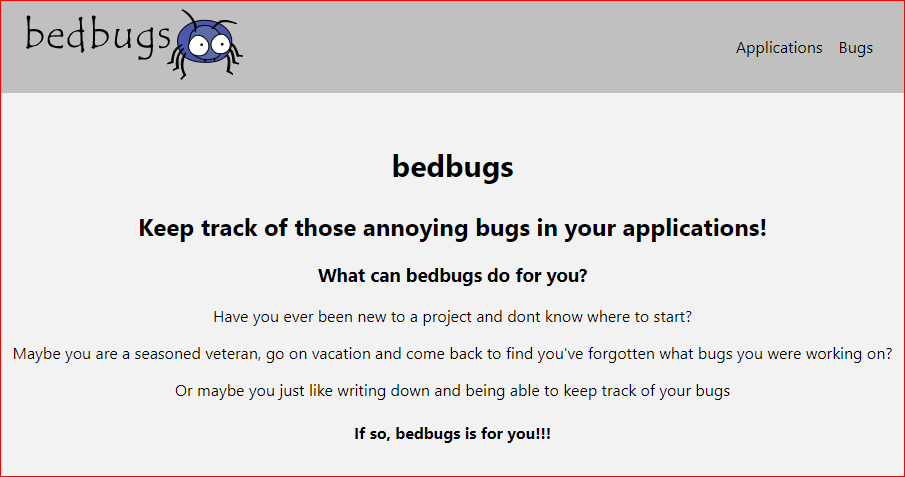 bedbugs
Applications Bugs
bedbugs
Keep track of those annoying bugs in your applications!
What can bedbugs do for you?
Have you ever been new to a project and dont know where to start?
Maybe you are a seasoned veteran, go on vacation and come back to find you've forgotten what bugs you were working on?
Or maybe you just like writing down and being able to keep track of your bugs
If so, bedbugs is for you!!!